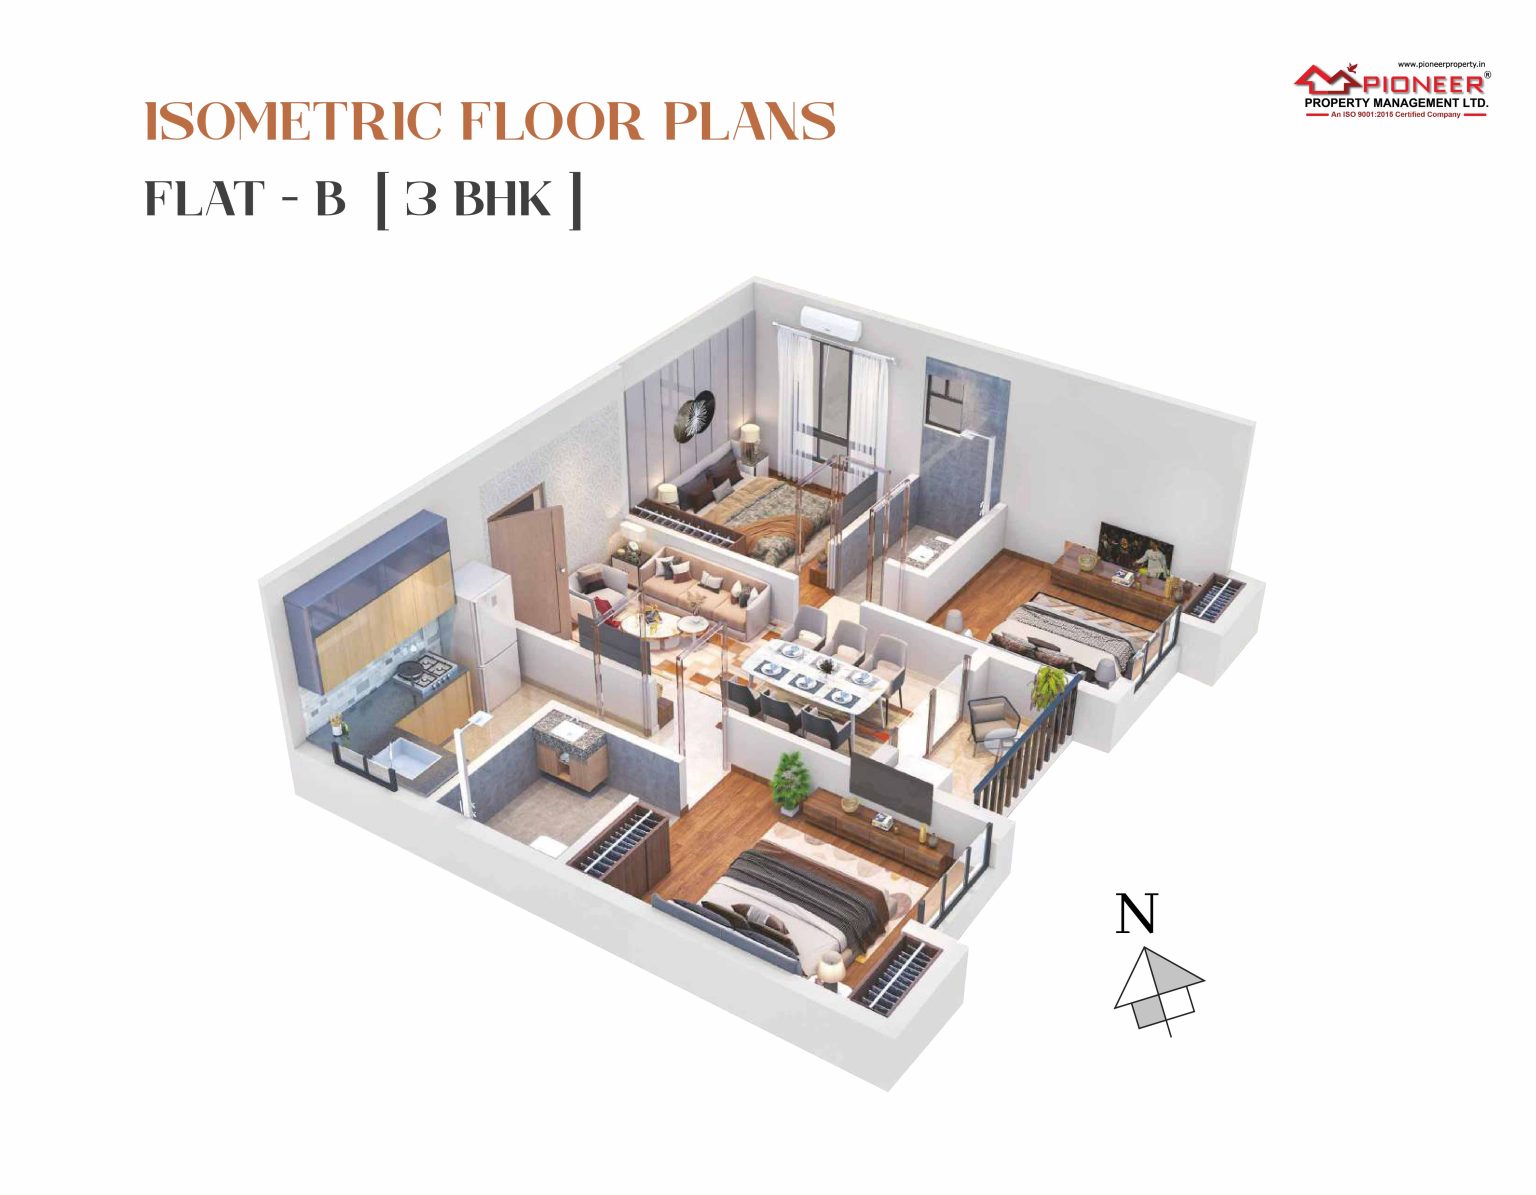 www.pioneerproperty.in
PIONEER®
PROPERTY MANAGEMENT LTD.
An ISO 9001:2015 Certified Company
ISOMETRIC FLOOR PLANS
FLAT - B [ 3 BHK ]
N